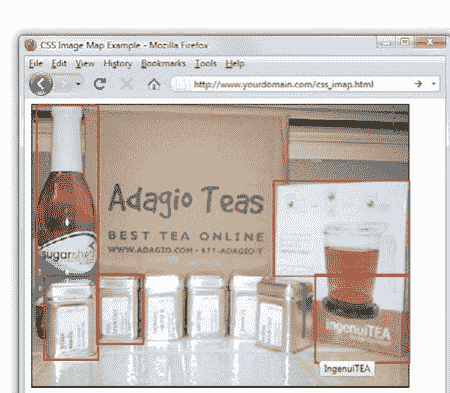 CSS Image Map Example - Mozilla Firefox
File Edit View History Bookmarks Tools Help
http://www.yourdomain.com/css_imap.html
Adagio Teas
BEST TEA ONLINE
WWW.ADAGIO.COM • 877-ADAGIO-T
sugarshok
IngenuiTEA
IngenuiTEA